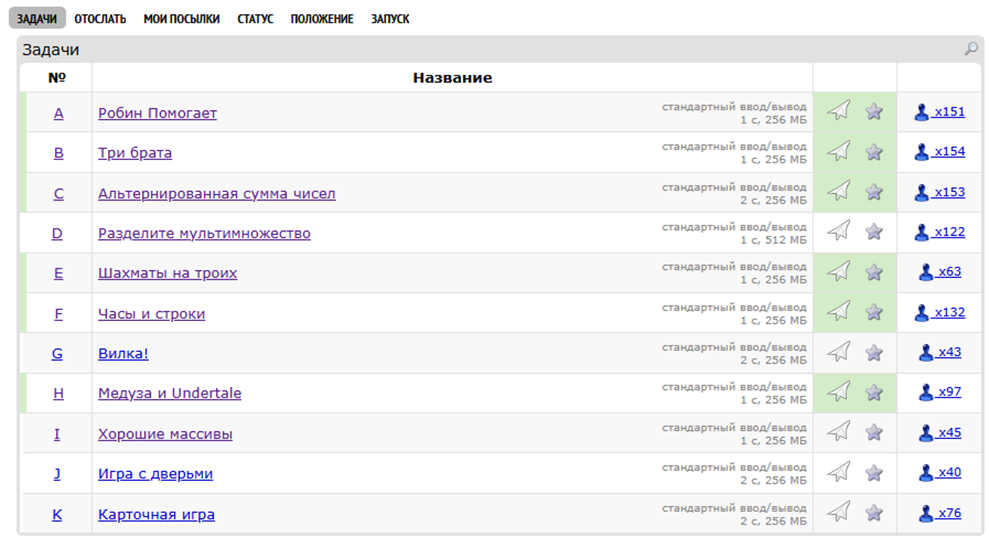 ЗАДАЧИ ОТОСЛАТЬ МОИ ПОСЫЛКИ СТАТУС ПОЛОЖЕНИЕ ЗАПУСК
Задачи
№ Название
A Робин Помогает стандартный ввод/вывод x151
1 с, 256 МБ
B Три брата стандартный ввод/вывод x154
1 с, 256 МБ
C Альтернированная сумма чисел стандартный ввод/вывод x153
2 с, 256 МБ
D Разделите мультимножество стандартный ввод/вывод x122
1 с, 512 МБ
E Шахматы на троих стандартный ввод/вывод x63
1 с, 256 МБ
F Часы и строки стандартный ввод/вывод x132
1 с, 256 МБ
G Вилка! стандартный ввод/вывод x43
2 с, 256 МБ
H Медуза и Undertale стандартный ввод/вывод x97
1 с, 256 МБ
I Хорошие массивы стандартный ввод/вывод x45
1 с, 256 МБ
J Игра с дверьми стандартный ввод/вывод x40
2 с, 256 МБ
K Карточная игра стандартный ввод/вывод x76
2 с, 256 МБ